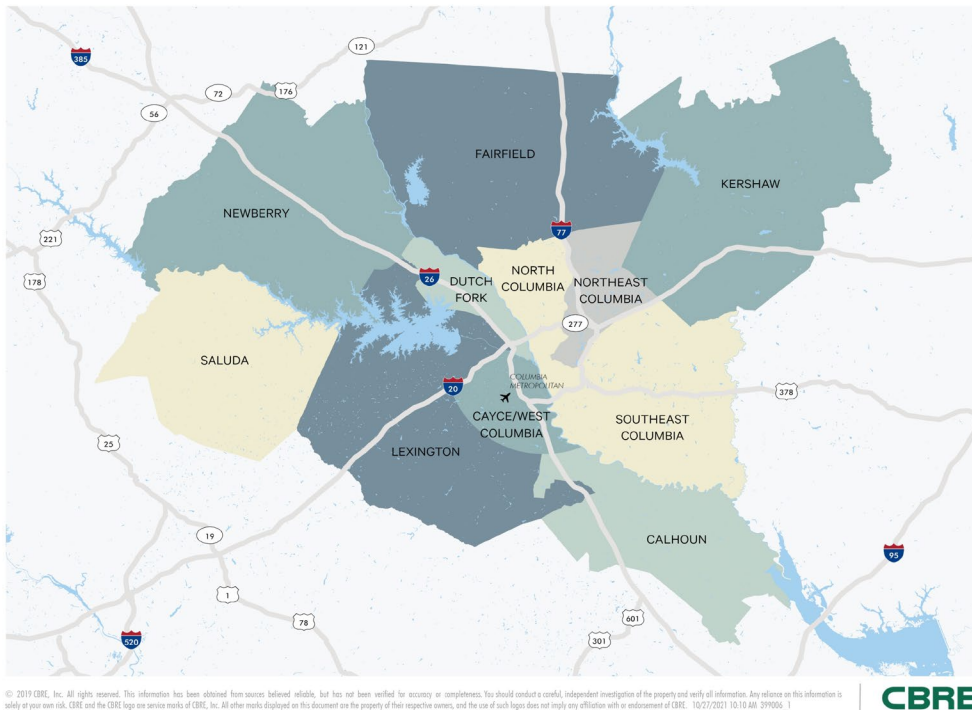 121
385
72
176
56
FAIRFIELD
KERSHAW
NEWBERRY
221
77
NORTH
COLUMBIA
NORTHEAST
COLUMBIA
26
DUTCH
FORK
178
277
SALUDA
COLUMBIA
METROPOLITAN
20
378
CAYCE/WEST
COLUMBIA
SOUTHEAST
COLUMBIA
25
LEXINGTON
19
CALHOUN
95
1
78
601
301
520
© 2019 CBRE, Inc. All rights reserved. This information has been obtained from sources believed reliable, but has not been verified for accuracy or completeness. You should conduct a careful, independent investigation of the property and verify all information. Any reliance on this information is
solely at your own risk. CBRE and the CBRE logo are service marks of CBRE, Inc. All other marks displayed on this document are the property of their respective owners, and the use of such logos does not imply any affiliation with or endorsement of CBRE. 10/27/2021 10:10 AM 399006 1
CBRE